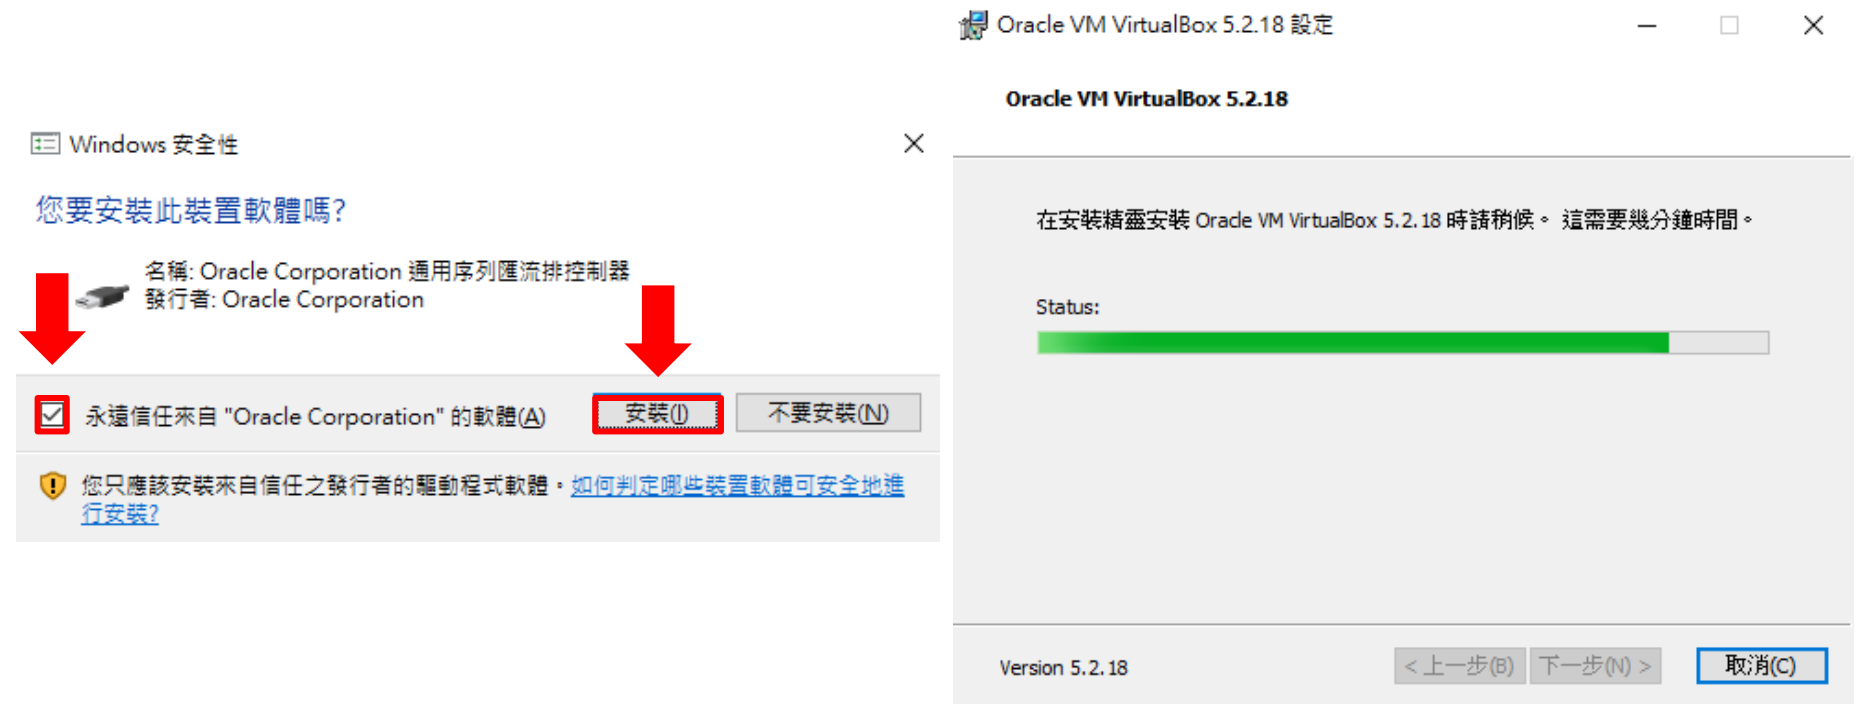 Windows 安全性
您要安裝此裝置軟體嗎?
名稱: Oracle Corporation 通用序列匯流排控制器
發行者: Oracle Corporation
永遠信任來自 "Oracle Corporation" 的軟體(A)
安裝(I)
不要安裝(N)
您只應該安裝來自信任之發行者的驅動程式軟體。如何判定哪些裝置軟體可安全地進
行安裝?
Oracle VM VirtualBox 5.2.18 設定
Oracle VM VirtualBox 5.2.18
在安裝精靈安裝 Oracle VM VirtualBox 5.2.18 時請稍候。 這需要幾分鐘時間。
Status:
Version 5.2.18
< 上一步(B)
下一步(N) >
取消(C)